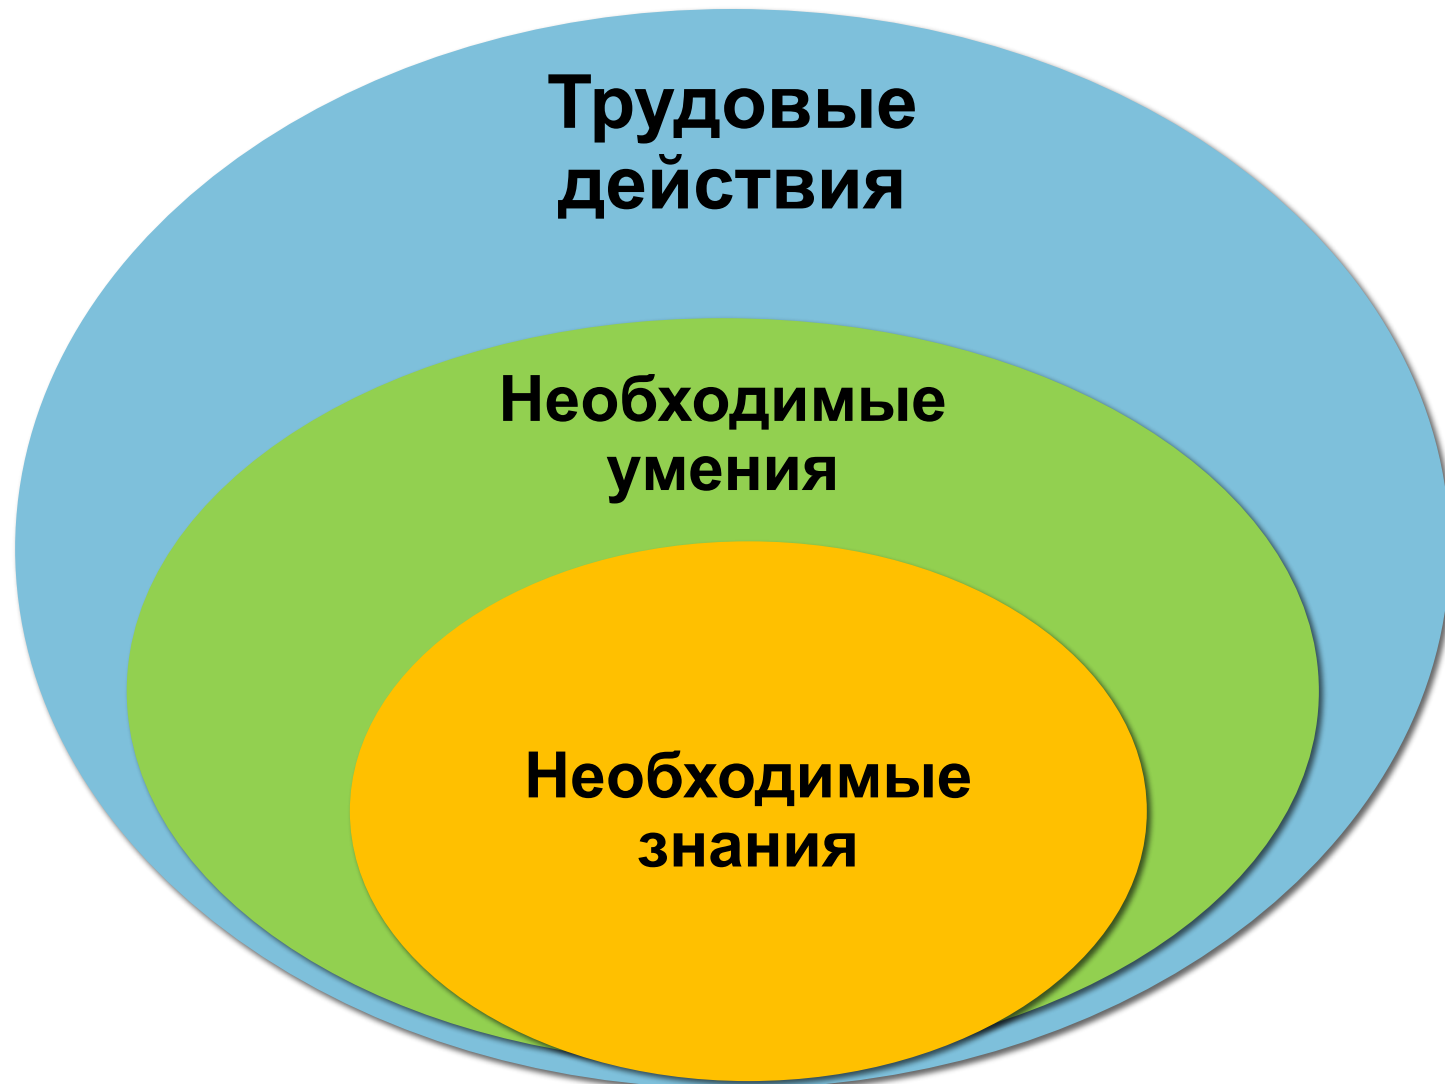 Трудовые
действия
Необходимые
умения
Необходимые
знания